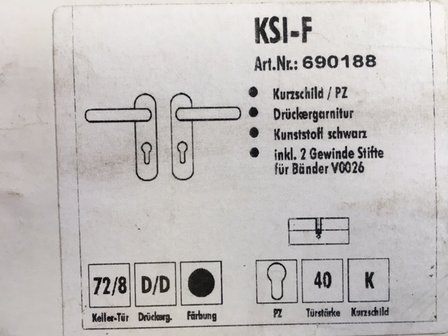 KSI-F
Art.Nr.: 690188
Kurzschild / PZ
Drückergarnitur
Kunststoff schwarz
inkl. 2 Gewinde Stifte
für Bänder V0026
72/8
D/D
40
K
Keller-Tür
Drückerg.
Färbung
PZ
Türstärke
Kurzschild